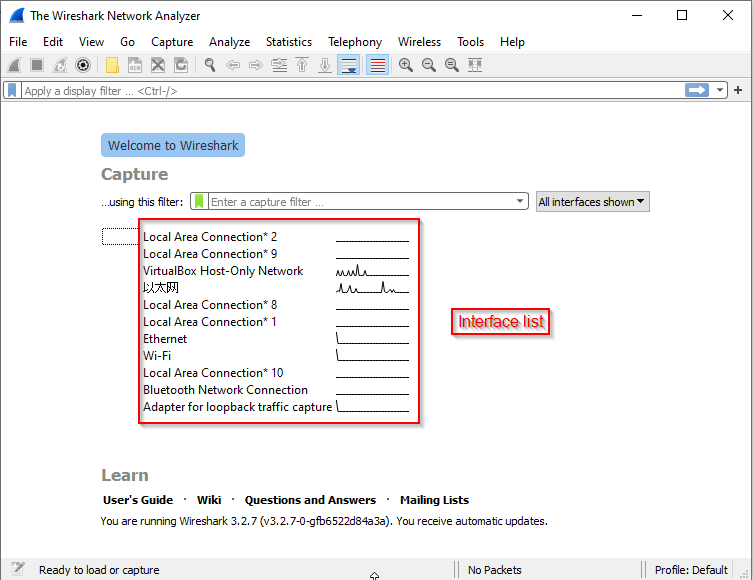 The Wireshark Network Analyzer
File Edit View Go Capture Analyze Statistics Telephony Wireless Tools Help
Apply a display filter ... <Ctrl-/>
Welcome to Wireshark
Capture
...using this filter: Enter a capture filter ... All interfaces shown
Local Area Connection* 2
Local Area Connection* 9
VirtualBox Host-Only Network
以太网
Local Area Connection* 8
Local Area Connection* 1
Interface list
Ethernet
Wi-Fi
Local Area Connection* 10
Bluetooth Network Connection
Adapter for loopback traffic capture
Learn
User's Guide · Wiki · Questions and Answers · Mailing Lists
You are running Wireshark 3.2.7 (v3.2.7-0-gfb6522d84a3a). You receive automatic updates.
Ready to load or capture No Packets Profile: Default